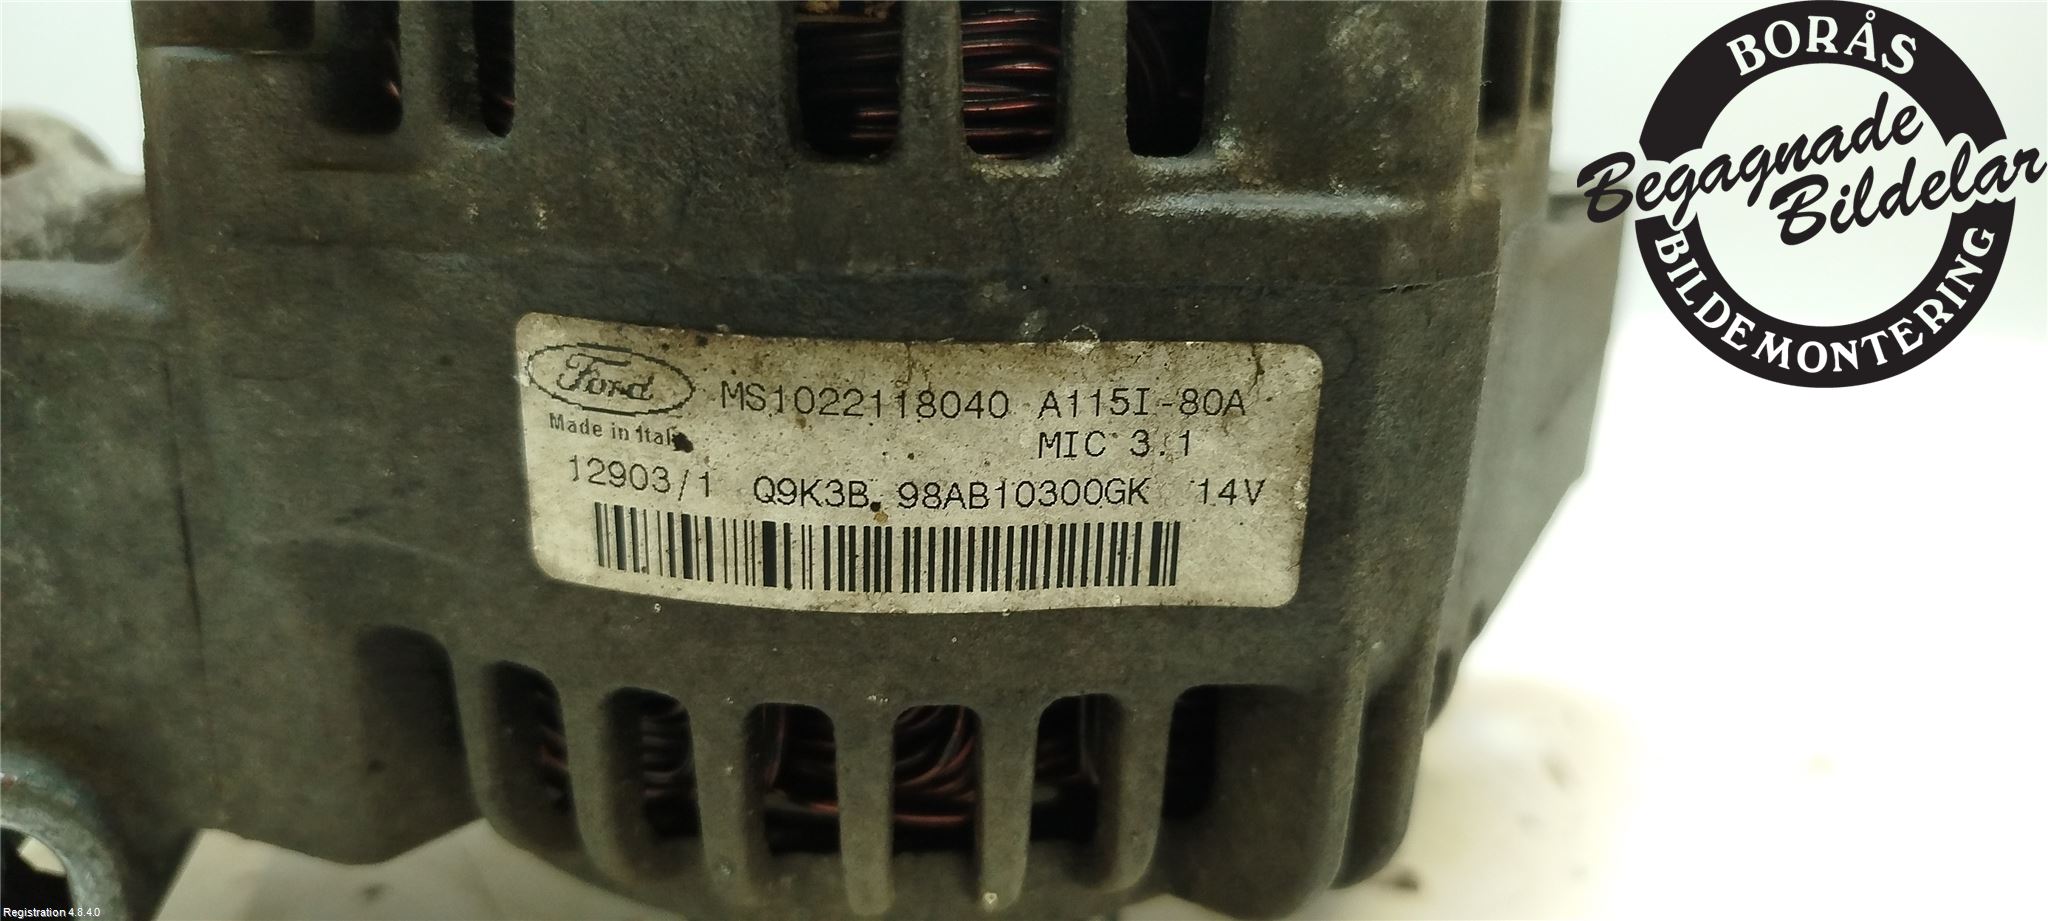 BORÅS
Begagnade
Bildelar
BILDEMONTERING
Ford MS1022118040 A115I-80A
Made in Italy MIC 3.1
12903/1 Q9K3B 98AB10300GK 14V
Registration 4.8.4.0